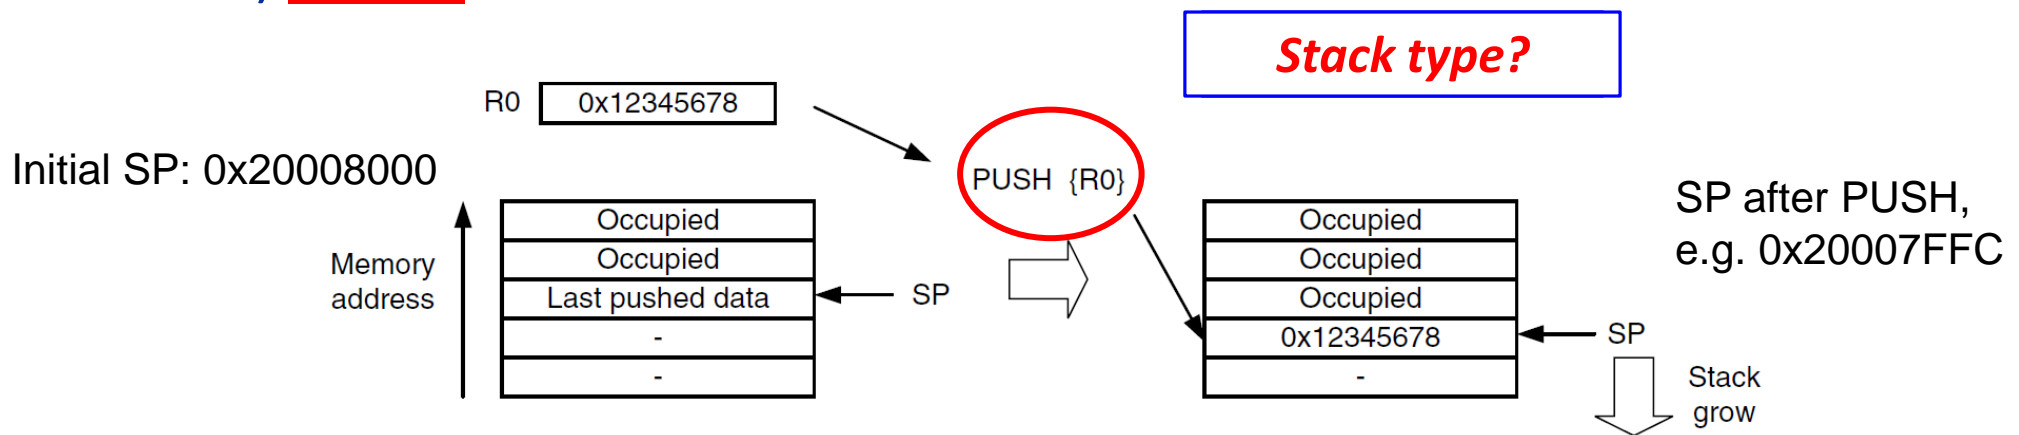 Stack type?
R0 0x12345678
Initial SP: 0x20008000
PUSH {R0}
Memory
address
Occupied
Occupied
Last pushed data
-
-
SP
Occupied
Occupied
Occupied
0x12345678
-
SP
Stack
grow
SP after PUSH,
e.g. 0x20007FFC